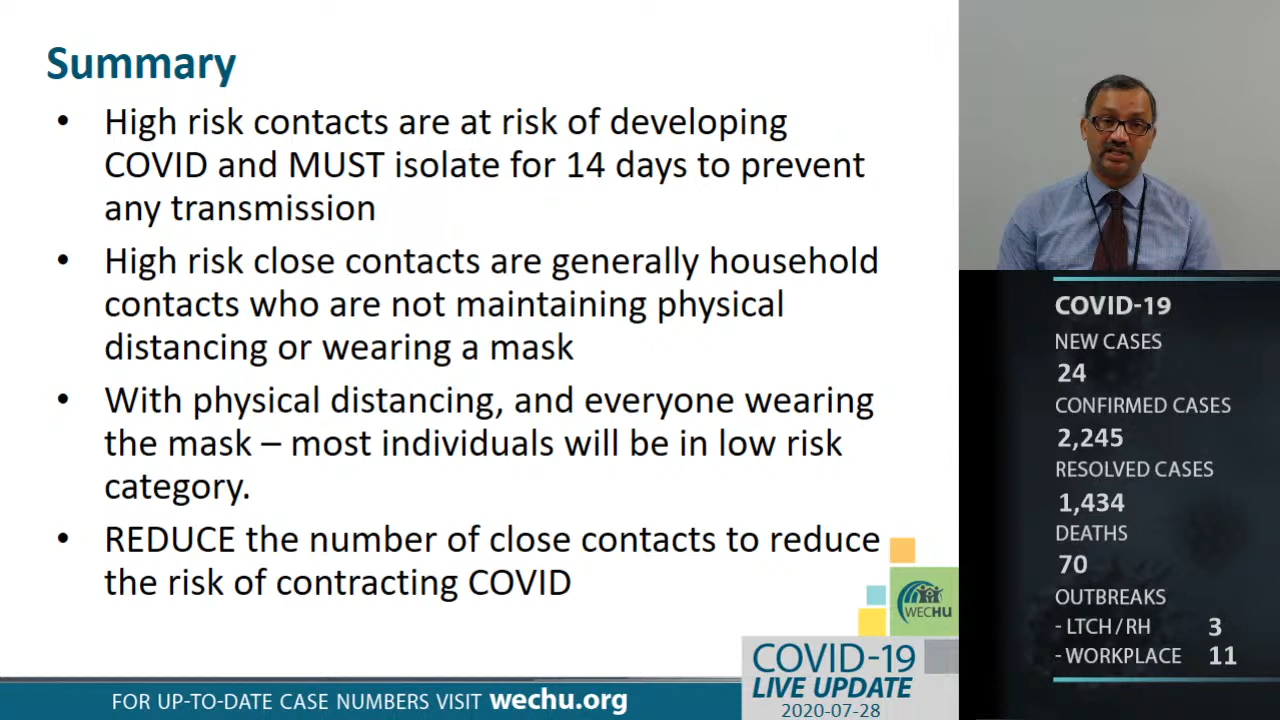 Summary
• High risk contacts are at risk of developing
COVID and MUST isolate for 14 days to prevent
any transmission
• High risk close contacts are generally household
contacts who are not maintaining physical
distancing or wearing a mask
• With physical distancing, and everyone wearing
the mask – most individuals will be in low risk
category.
• REDUCE the number of close contacts to reduce
the risk of contracting COVID
WECHU
COVID-19
LIVE UPDATE
2020-07-28
FOR UP-TO-DATE CASE NUMBERS VISIT wechu.org
COVID-19
NEW CASES
24
CONFIRMED CASES
2,245
RESOLVED CASES
1,434
DEATHS
70
OUTBREAKS
- LTCH / RH 3
- WORKPLACE 11